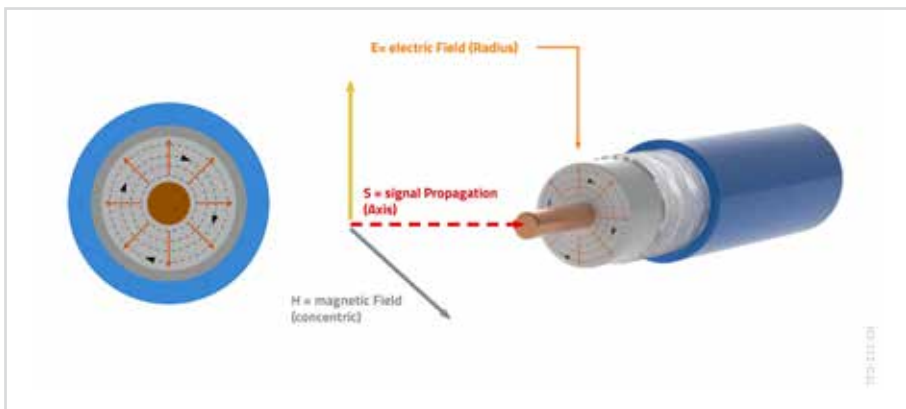 E= electric Field (Radius)
S = signal Propagation
(Axis)
H = magnetic Field
(concentric)